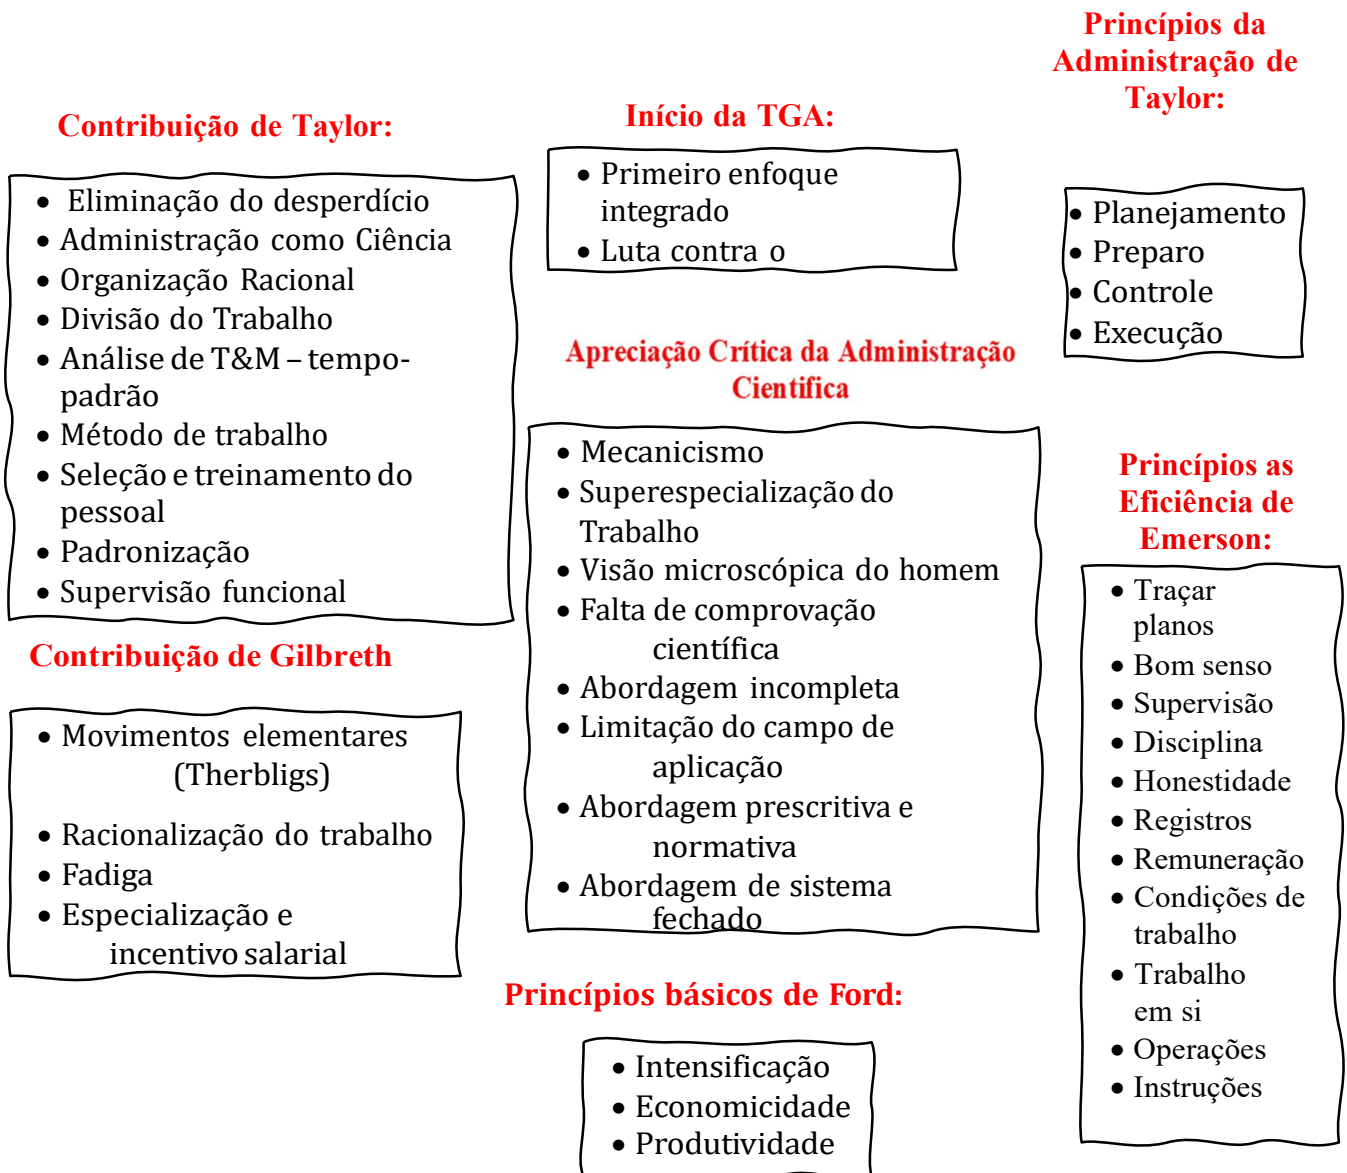 Contribuição de Taylor:
• Eliminação do desperdício
• Administração como Ciência
• Organização Racional
• Divisão do Trabalho
• Análise de T&M – tempo-
padrão
• Método de trabalho
• Seleção e treinamento do
pessoal
• Padronização
• Supervisão funcional
Contribuição de Gilbreth
• Movimentos elementares
(Therbligs)
• Racionalização do trabalho
• Fadiga
• Especialização e
incentivo salarial
Início da TGA:
• Primeiro enfoque
integrado
• Luta contra o
Apreciação Crítica da Administração
Cientifica
• Mecanicismo
• Superespecialização do
Trabalho
• Visão microscópica do homem
• Falta de comprovação
científica
• Abordagem incompleta
• Limitação do campo de
aplicação
• Abordagem prescritiva e
normativa
• Abordagem de sistema
fechado
Princípios básicos de Ford:
• Intensificação
• Economicidade
• Produtividade
Princípios da
Administração de
Taylor:
• Planejamento
• Preparo
• Controle
• Execução
Princípios as
Eficiência de
Emerson:
• Traçar
planos
• Bom senso
• Supervisão
• Disciplina
• Honestidade
• Registros
• Remuneração
• Condições de
trabalho
• Trabalho
em si
• Operações
• Instruções